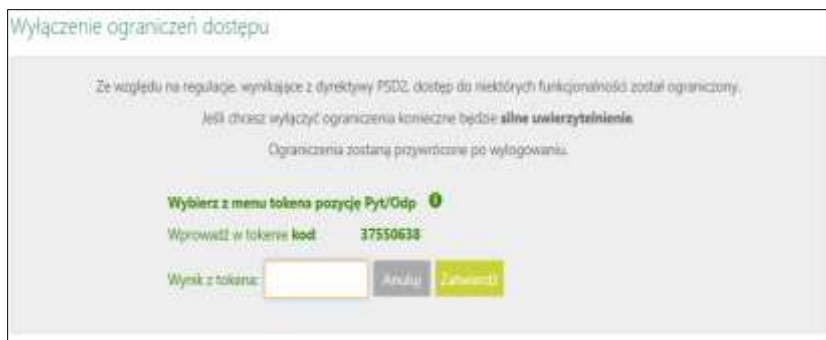 Wyłączenie ograniczeń dostępu
Ze względu na regulacje, wynikające z dyrektywy PSD2, dostęp do niektórych funkcjonalności został ograniczony.
Jeśli chcesz wyłączyć ograniczenia konieczne będzie silne uwierzytelnienie.
Ograniczenia zostaną przywrócone po wylogowaniu.
Wybierz z menu tokena pozycję Pyt/Odp
Wprowadź w tokenie kod 37550638
Wynik z tokena: Anuluj Zatwierdź